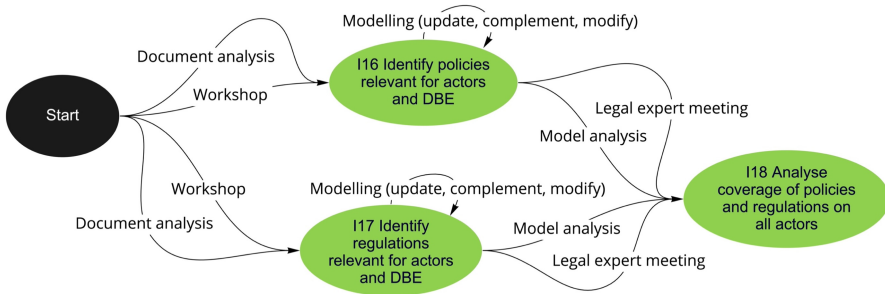 Modelling (update, complement, modify)
Document analysis
I16 Identify policies
relevant for actors
and DBE
Workshop
Start
Legal expert meeting
Model analysis
I18 Analyse
coverage of policies
and regulations on
all actors
Workshop
Modelling (update, complement, modify)
Document analysis
I17 Identify
regulations
relevant for actors
and DBE
Model analysis
Legal expert meeting